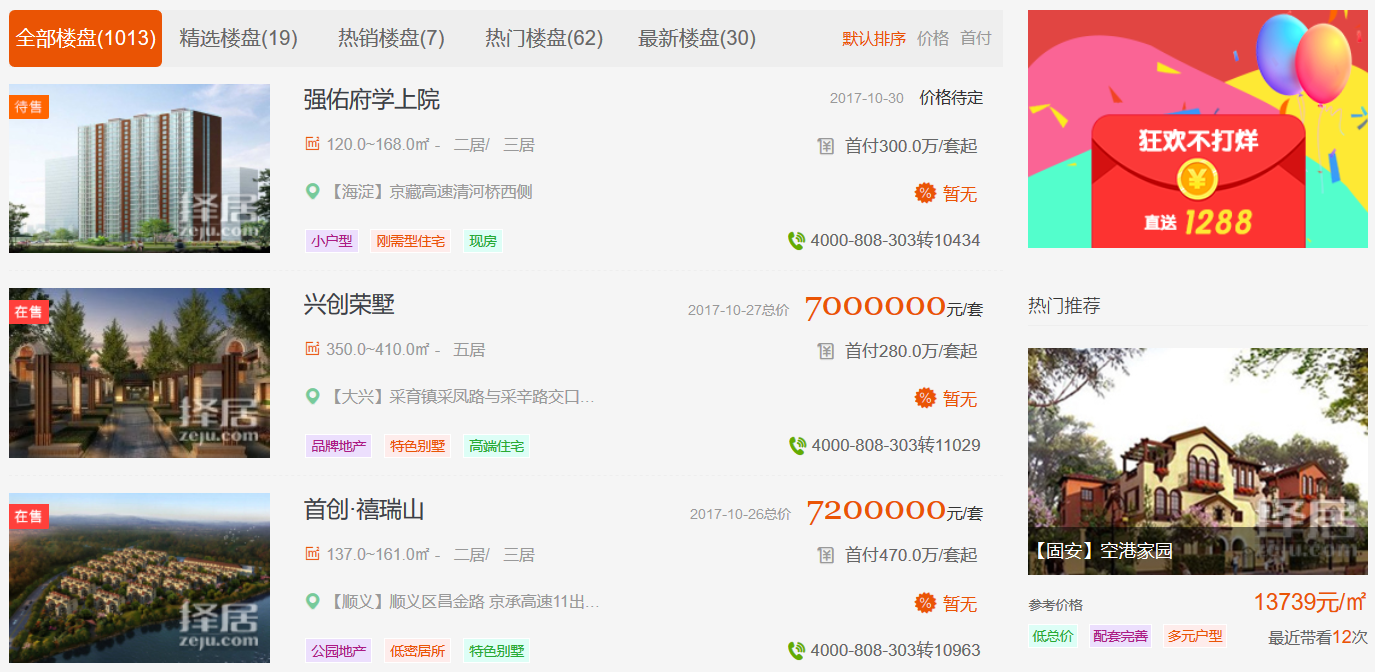 全部楼盘(1013) 精选楼盘(19) 热销楼盘(7) 热门楼盘(62) 最新楼盘(30) 默认排序 价格 首付
待售
强佑府学上院 2017-10-30 价格待定
120.0~168.0㎡ - 二居/ 三居 首付300.0万/套起
【海淀】京藏高速清河桥西侧 % 暂无
择居
zeju.com
小户型 刚需型住宅 现房 4000-808-303转10434
在售
兴创荣墅 2017-10-27总价 7000000元/套
350.0~410.0㎡ - 五居 首付280.0万/套起
【大兴】采育镇采凤路与采辛路交口... % 暂无
择居
zeju.com
品牌地产 特色别墅 高端住宅 4000-808-303转11029
在售
首创·禧瑞山 2017-10-26总价 7200000元/套
137.0~161.0㎡ - 二居/ 三居 首付470.0万/套起
【顺义】顺义区昌金路 京承高速11出... % 暂无
择居
zeju.com
公园地产 低密居所 特色别墅 4000-808-303转10963
狂欢不打烊
¥
直送 1288
热门推荐
择居
zeju.com
【固安】空港家园
参考价格 13739元/㎡
低总价 配套完善 多元户型 最近带看12次